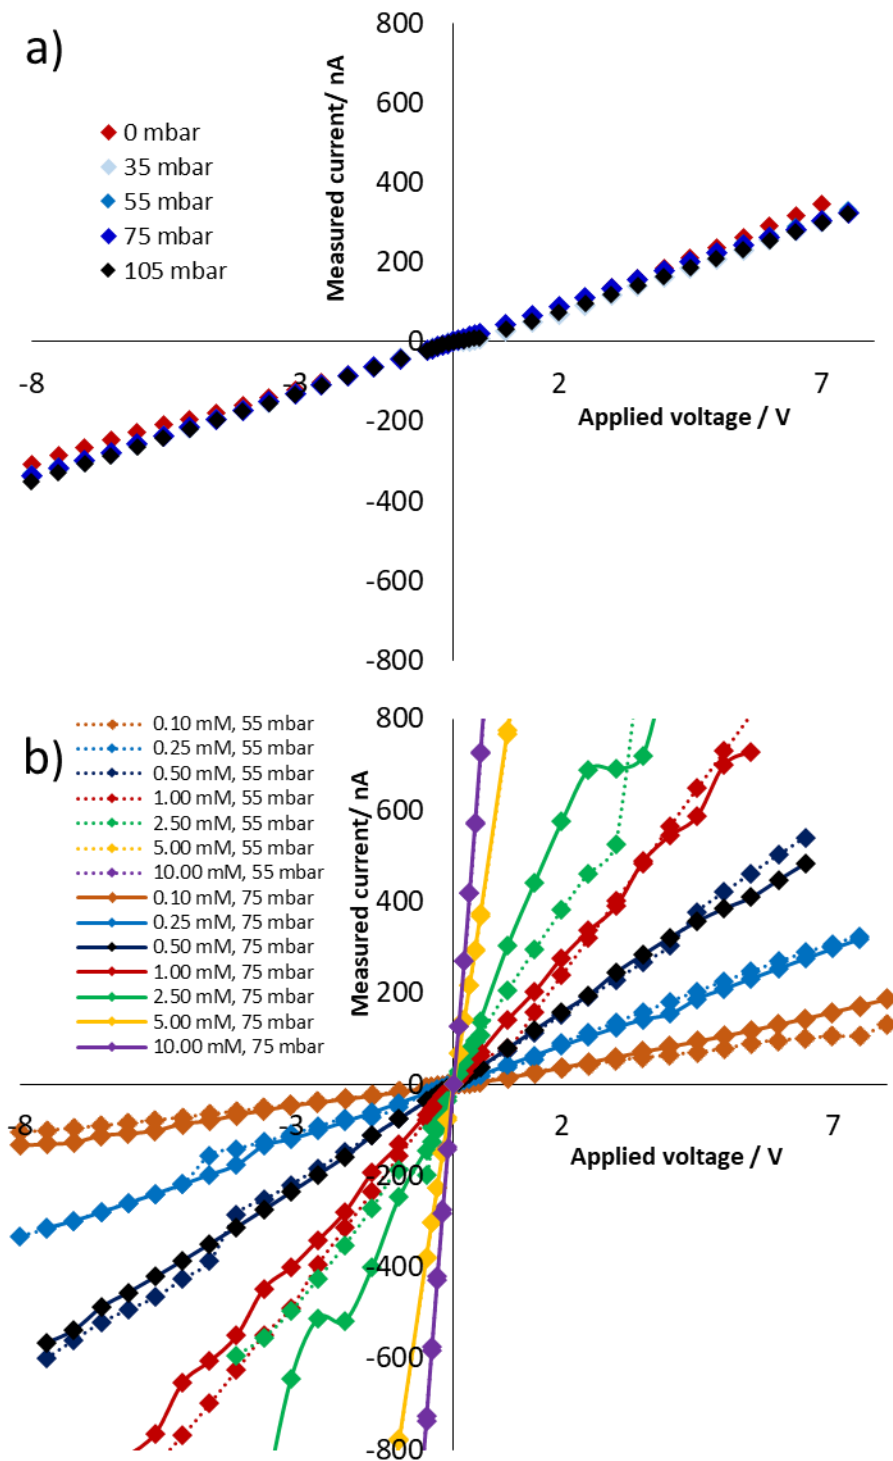 a)
800
600
400
200
0
-200
-400
-600
-800
Measured current/ nA
0 mbar
35 mbar
55 mbar
75 mbar
105 mbar
-8
-3
2
7
Applied voltage / V
b)
0.10 mM, 55 mbar
0.25 mM, 55 mbar
0.50 mM, 55 mbar
1.00 mM, 55 mbar
2.50 mM, 55 mbar
5.00 mM, 55 mbar
10.00 mM, 55 mbar
0.10 mM, 75 mbar
0.25 mM, 75 mbar
0.50 mM, 75 mbar
1.00 mM, 75 mbar
2.50 mM, 75 mbar
5.00 mM, 75 mbar
10.00 mM, 75 mbar
Measured current/ nA
800
600
400
200
0
-200
-400
-600
-800
-8
-3
2
7
Applied voltage / V